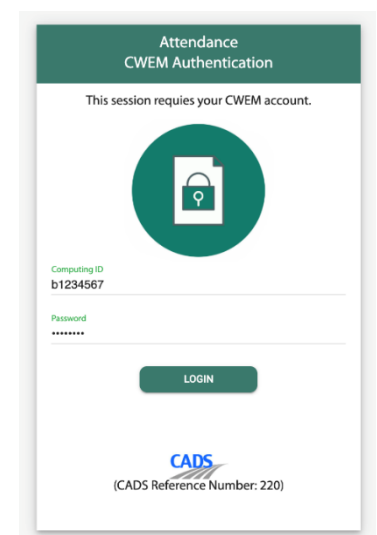 Attendance
CWEM Authentication
This session requies your CWEM account.
Computing ID
b1234567
Password
••••••••
LOGIN
CADS
(CADS Reference Number: 220)